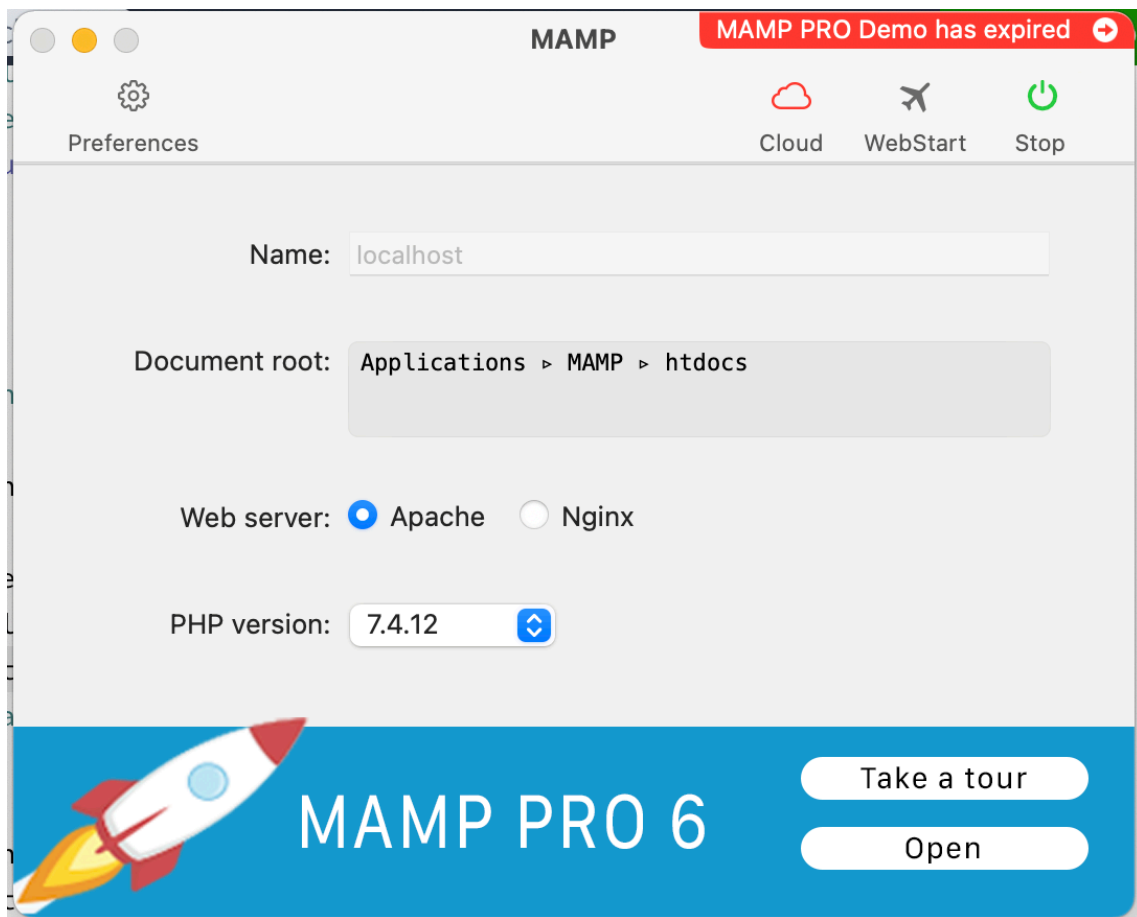 MAMP
MAMP PRO Demo has expired
Preferences
Cloud
WebStart
Stop
Name: localhost
Document root: Applications ▹ MAMP ▹ htdocs
Web server: Apache Nginx
PHP version: 7.4.12
MAMP PRO 6
Take a tour
Open